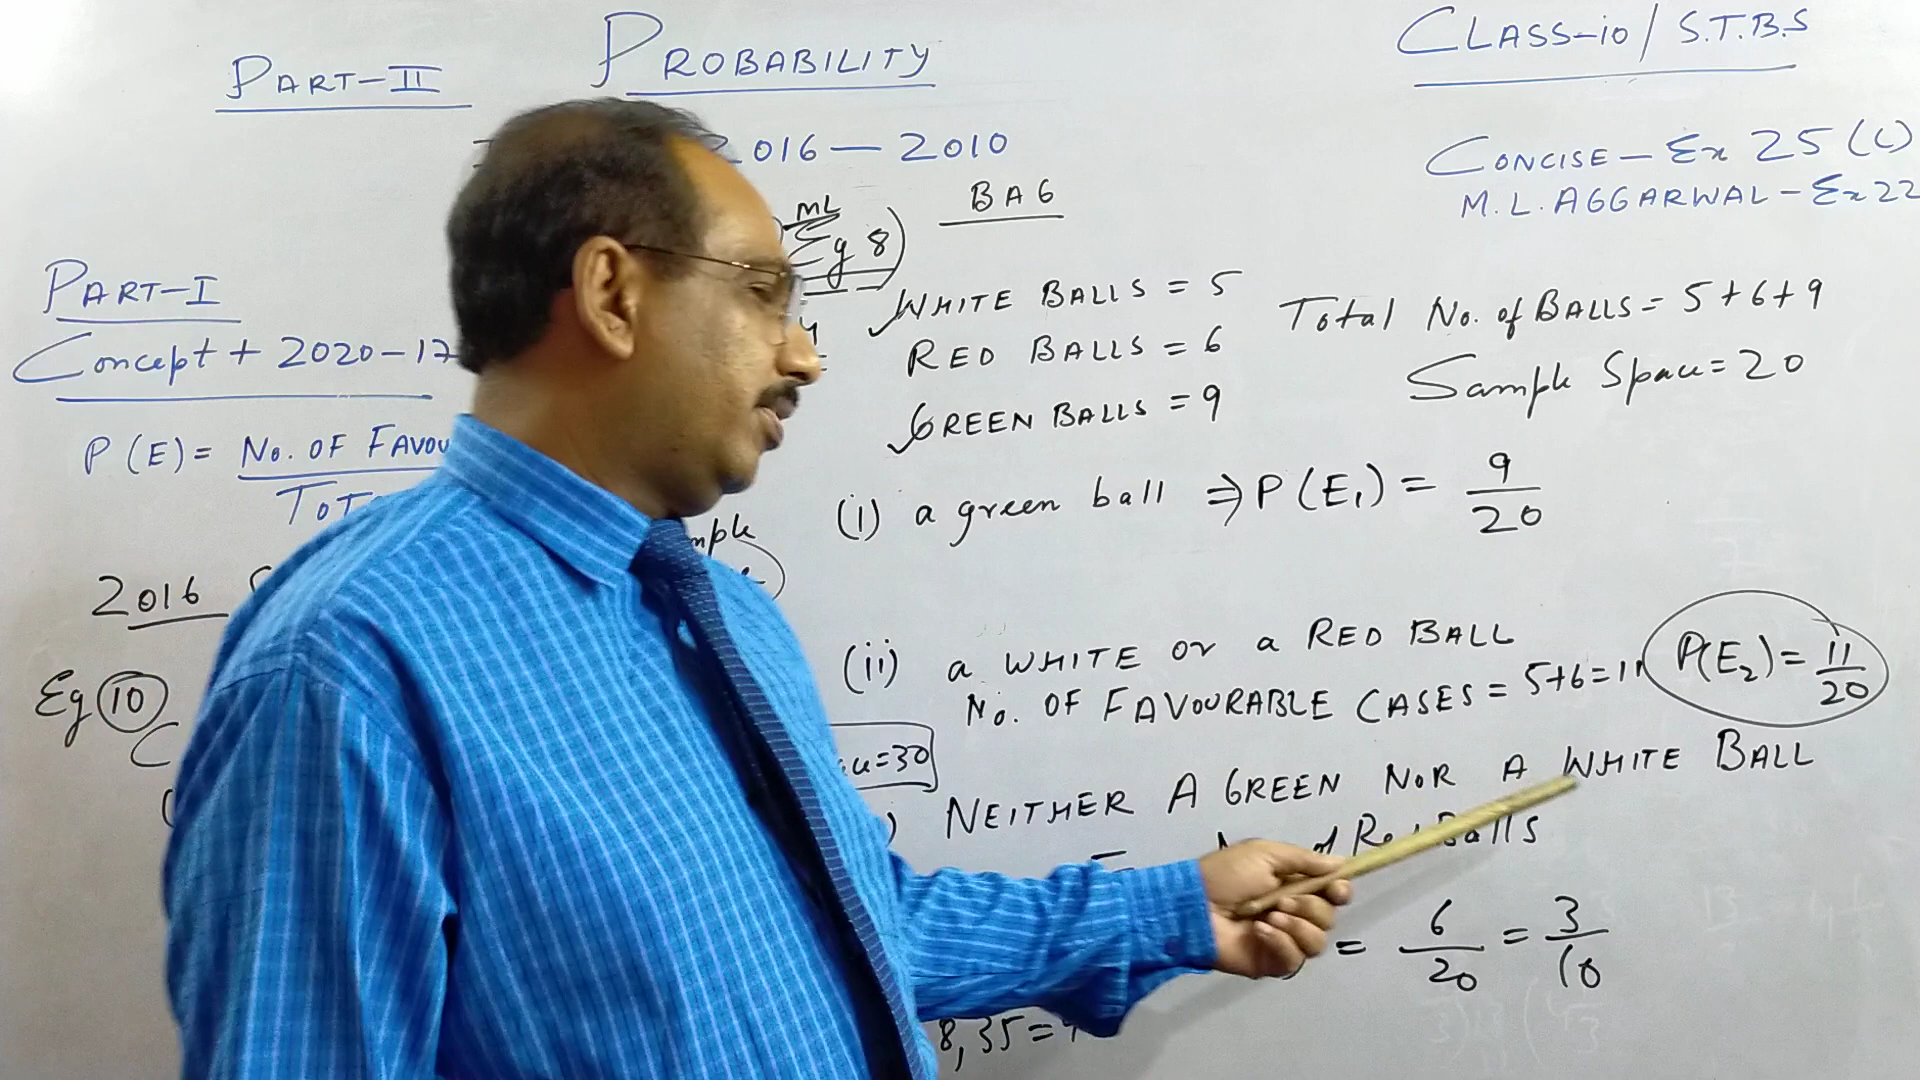 PART-II
PROBABILITY
CLASS-10/ S.T.B.S
2016 — 2010
CONCISE - Ex 25 (C)
M.L. AGGARWAL - Ex 22
ML
Eg 8)
BAG
PART-I
Concept + 2020-17
P(E) = No. OF FAVOU
TOT
WHITE BALLS = 5
RED BALLS = 6
GREEN BALLS = 9
Total No. of BALLS = 5+6+9
Sample Space = 20
(i) a green ball ⇒ P(E₁) = 9/20
2016
Eg 10
(ii) a WHITE or a RED BALL
No. OF FAVOURABLE CASES = 5+6=11
P(E₂) = 11/20
=30
NEITHER A GREEN NOR A WHITE BALL
Balls
= 6/20 = 3/10
8, 35 =